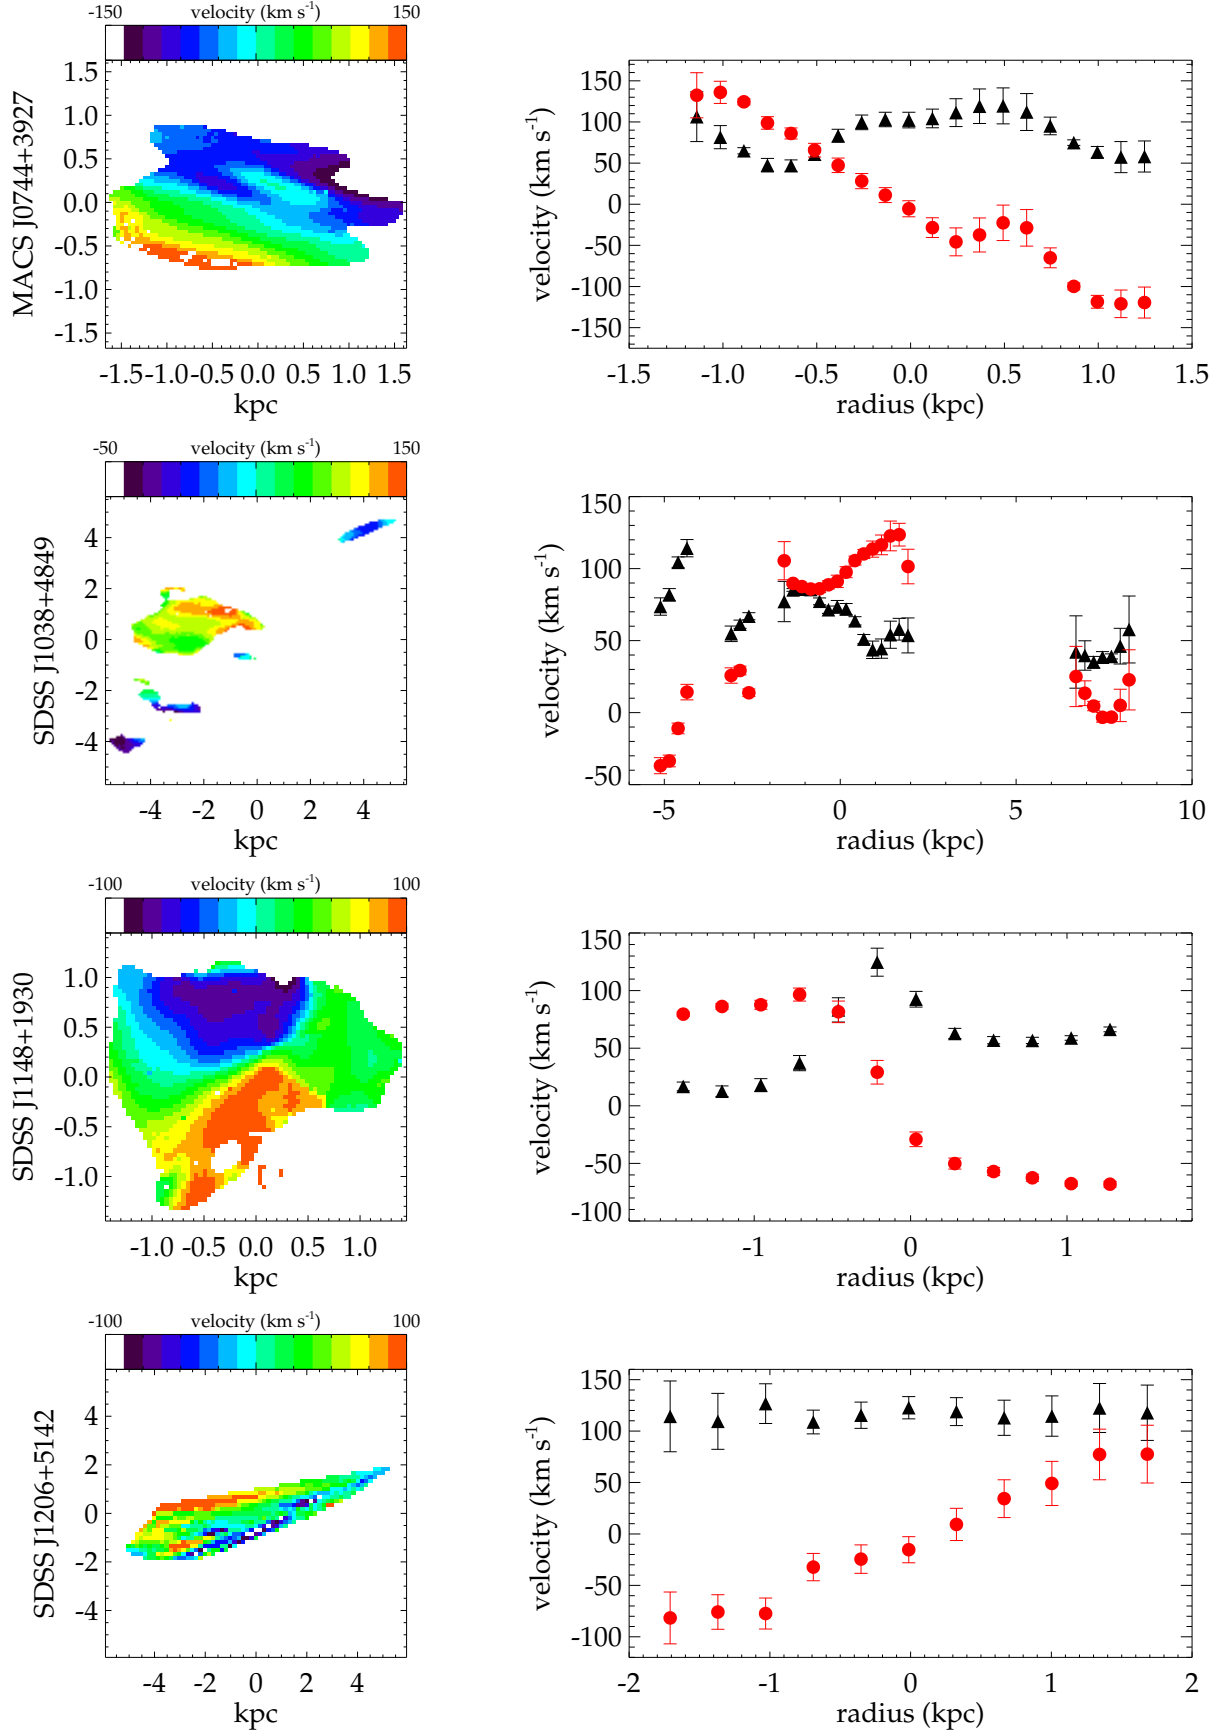 -150 velocity (km s⁻¹) 150
MACS J0744+3927
1.5
1.0
0.5
0.0
-0.5
-1.0
-1.5
-1.5 -1.0 -0.5 0.0 0.5 1.0 1.5
kpc
velocity (km s⁻¹)
150
100
50
0
-50
-100
-150
-1.5 -1.0 -0.5 0.0 0.5 1.0 1.5
radius (kpc)
-50 velocity (km s⁻¹) 150
SDSS J1038+4849
4
2
0
-2
-4
-4 -2 0 2 4
kpc
velocity (km s⁻¹)
150
100
50
0
-50
-5 0 5 10
radius (kpc)
-100 velocity (km s⁻¹) 100
SDSS J1148+1930
1.0
0.5
0.0
-0.5
-1.0
-1.0 -0.5 0.0 0.5 1.0
kpc
velocity (km s⁻¹)
150
100
50
0
-50
-100
-1 0 1
radius (kpc)
-100 velocity (km s⁻¹) 100
SDSS J1206+5142
4
2
0
-2
-4
-4 -2 0 2 4
kpc
velocity (km s⁻¹)
150
100
50
0
-50
-100
-2 -1 0 1 2
radius (kpc)